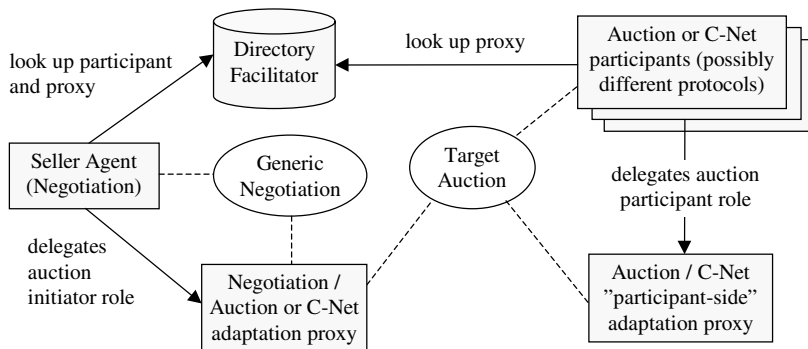 Directory
Facilitator
look up proxy
Auction or C-Net
participants (possibly
different protocols)
look up participant
and proxy
Seller Agent
(Negotiation)
Generic
Negotiation
Target
Auction
delegates auction
participant role
delegates
auction
initiator role
Negotiation /
Auction or C-Net
adaptation proxy
Auction / C-Net
”participant-side”
adaptation proxy